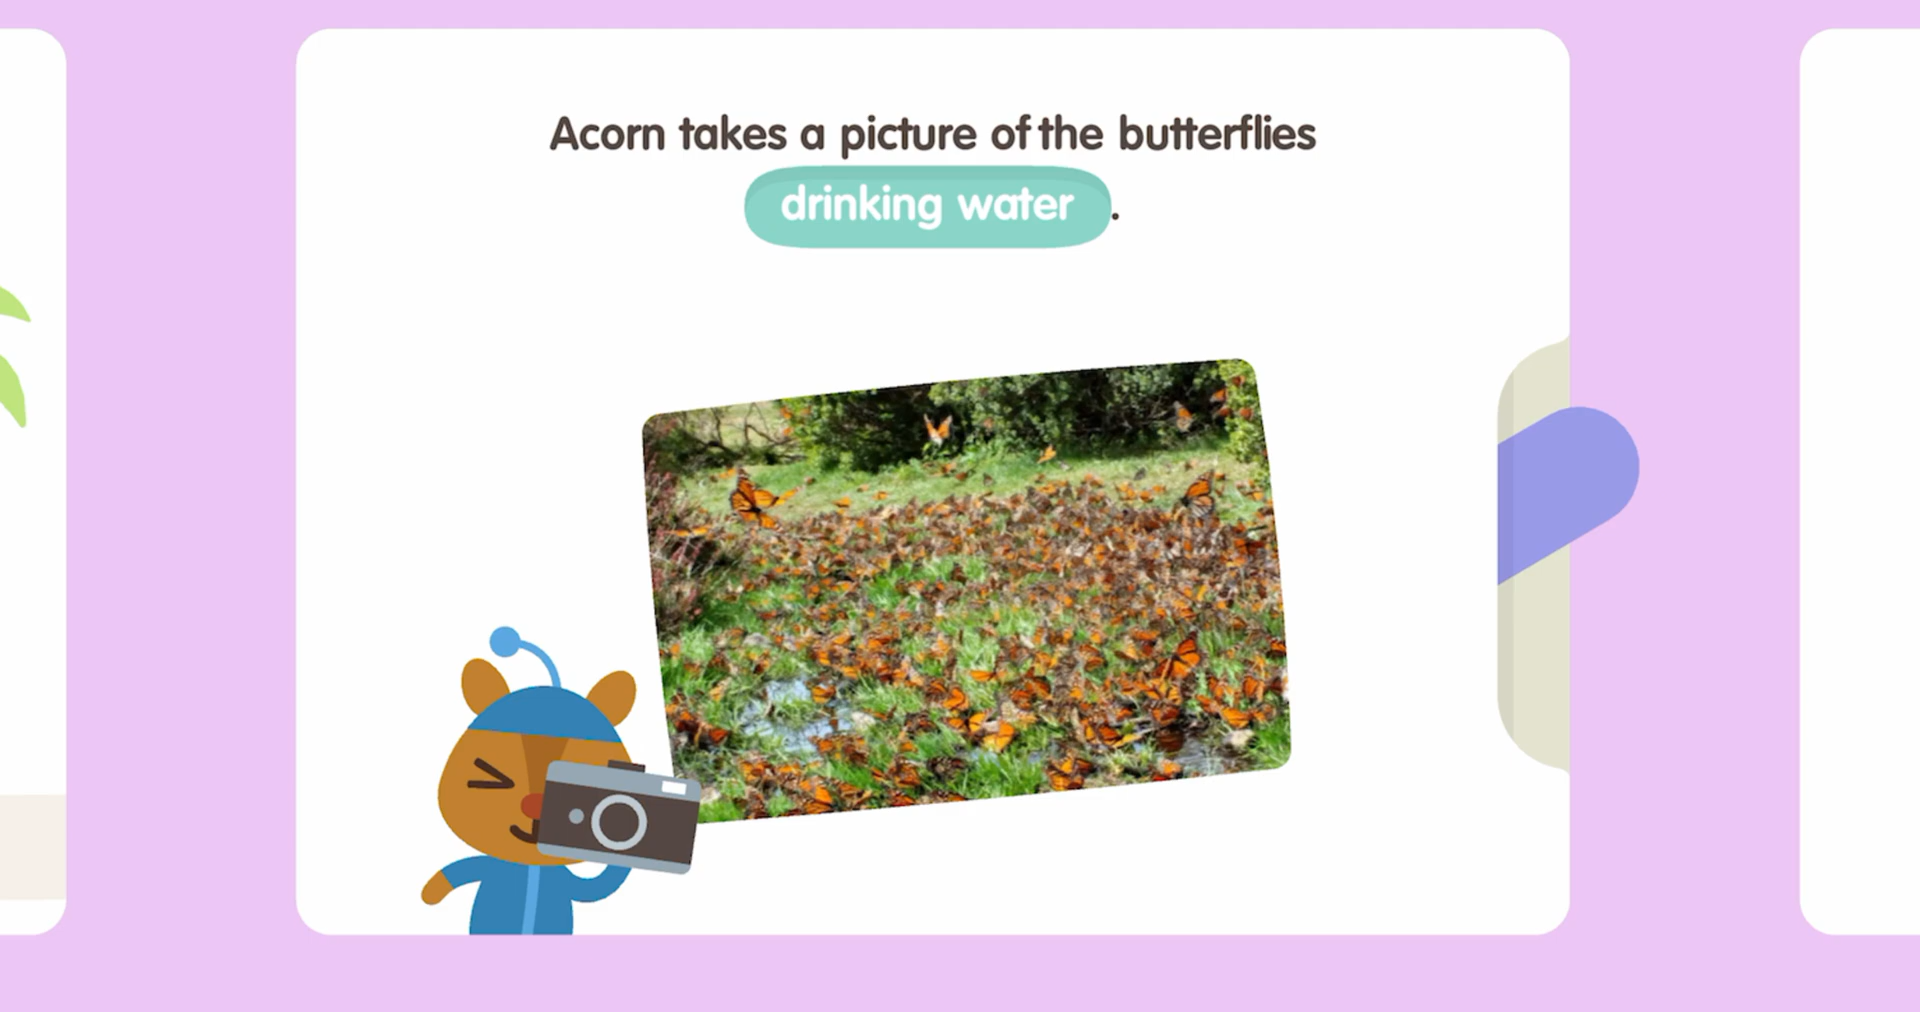 Acorn takes a picture of the butterflies
drinking water.